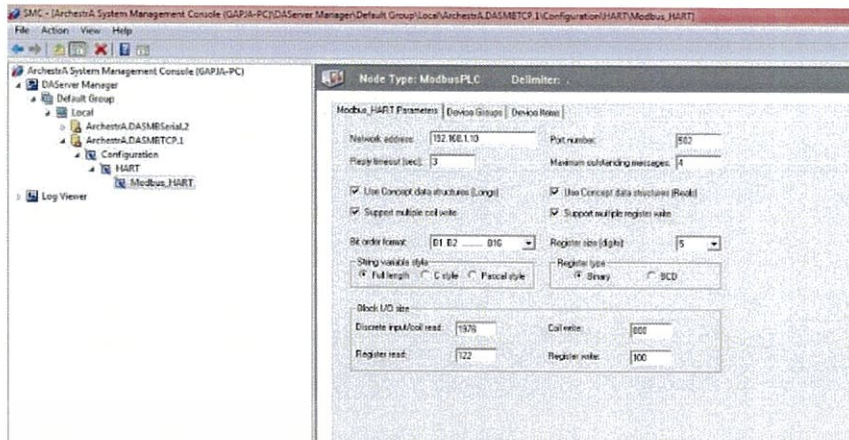 SMC - [ArchestrA System Management Console (GAPJA-PC)\DAServer Manager\Default Group\Local\ArchestrA.DASMBTCP.1\Configuration\HART\Modbus_HART]
File Action View Help
ArchestrA System Management Console (GAPJA-PC)
DAServer Manager
Default Group
Local
ArchestrA.DASMBSerial.2
ArchestrA.DASMBTCP.1
Configuration
HART
Modbus_HART
Log Viewer
Node Type: ModbusPLC Delimiter: .
Modbus_HART Parameters Device Groups Device Items
Network address: 192.168.1.10 Port number: 502
Reply timeout (sec): 3 Maximum outstanding messages: 4
Use Concept data structures (Longs) Use Concept data structures (Reals)
Support multiple coil write Support multiple register write
Bit order format: B1 B2 ........ B16 Register size (digits) 5
String variable style Register type
Full length C style Pascal style Binary BCD
Block I/O size
Discrete input/coil read: 1976 Coil write: 800
Register read: 122 Register write: 100